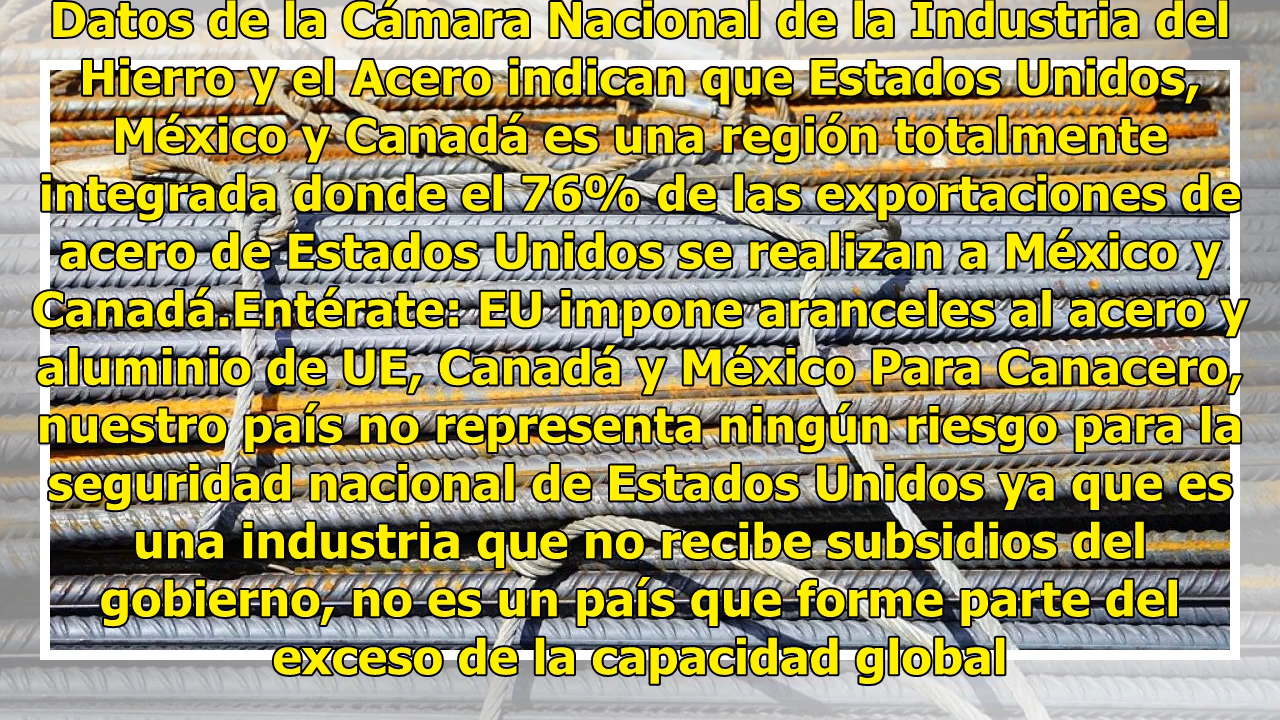 Datos de la Cámara Nacional de la Industria del
Hierro y el Acero indican que Estados Unidos,
México y Canadá es una región totalmente
integrada donde el 76% de las exportaciones de
acero de Estados Unidos se realizan a México y
Canadá.Entérate: EU impone aranceles al acero y
aluminio de UE, Canadá y México Para Canacero,
nuestro país no representa ningún riesgo para la
seguridad nacional de Estados Unidos ya que es
una industria que no recibe subsidios del
gobierno, no es un país que forme parte del
exceso de la capacidad global